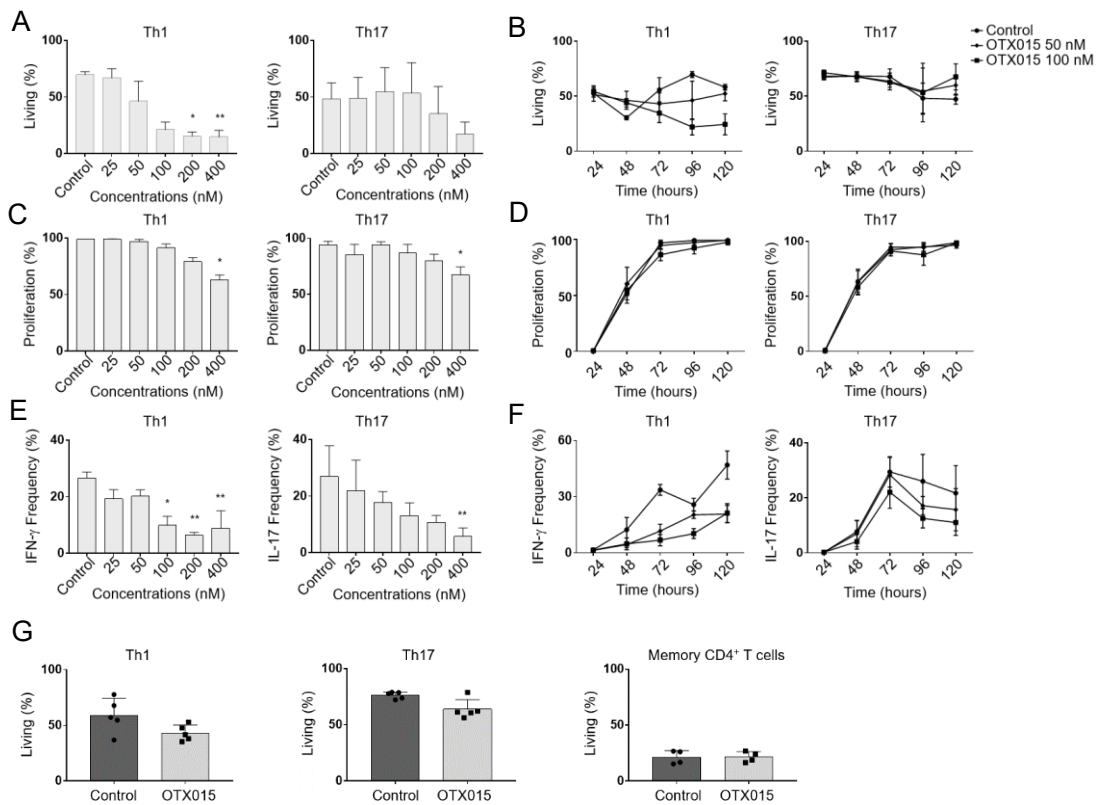 A
Th1
Living (%)
100
50
0
Control
25
50
100
200
400
*
**
Concentrations (nM)
Th17
Living (%)
100
50
0
Control
25
50
100
200
400
Concentrations (nM)
B
Th1
Living (%)
100
50
0
24
48
72
96
120
Time (hours)
Th17
Living (%)
100
50
0
24
48
72
96
120
Time (hours)
Control
OTX015 50 nM
OTX015 100 nM
C
Th1
Proliferation (%)
100
50
0
Control
25
50
100
200
400
*
Concentrations (nM)
Th17
Proliferation (%)
100
50
0
Control
25
50
100
200
400
*
Concentrations (nM)
D
Th1
Proliferation (%)
100
50
0
24
48
72
96
120
Time (hours)
Th17
Proliferation (%)
100
50
0
24
48
72
96
120
Time (hours)
E
Th1
IFN-γ Frequency (%)
40
20
0
Control
25
50
100
200
400
*
**
**
Concentrations (nM)
Th17
IL-17 Frequency (%)
40
20
0
Control
25
50
100
200
400
**
Concentrations (nM)
F
Th1
IFN-γ Frequency (%)
60
30
0
24
48
72
96
120
Time (hours)
Th17
IL-17 Frequency (%)
40
20
0
24
48
72
96
120
Time (hours)
G
Th1
Living (%)
100
50
0
Control
OTX015
Th17
Living (%)
100
50
0
Control
OTX015
Memory CD4⁺ T cells
Living (%)
100
50
0
Control
OTX015